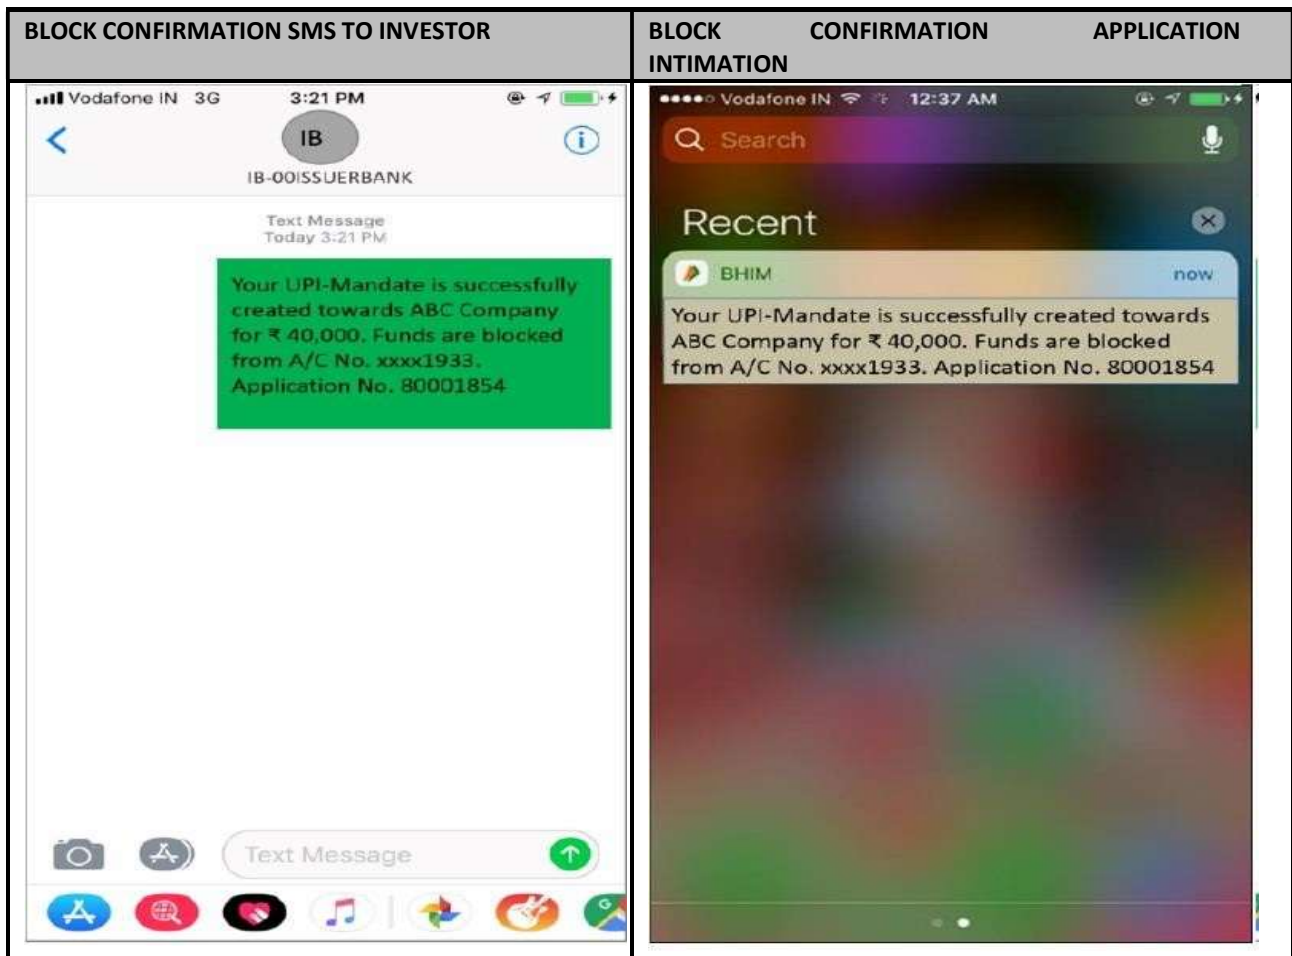 BLOCK CONFIRMATION SMS TO INVESTOR
BLOCK CONFIRMATION APPLICATION
INTIMATION
Vodafone IN 3G 3:21 PM
IB
IB-00ISSUERBANK
Text Message
Today 3:21 PM
Your UPI-Mandate is successfully
created towards ABC Company
for ₹ 40,000. Funds are blocked
from A/C No. xxxx1933.
Application No. 80001854
Text Message
Vodafone IN 12:37 AM
Search
Recent
BHIM now
Your UPI-Mandate is successfully created towards
ABC Company for ₹ 40,000. Funds are blocked
from A/C No. xxxx1933. Application No. 80001854